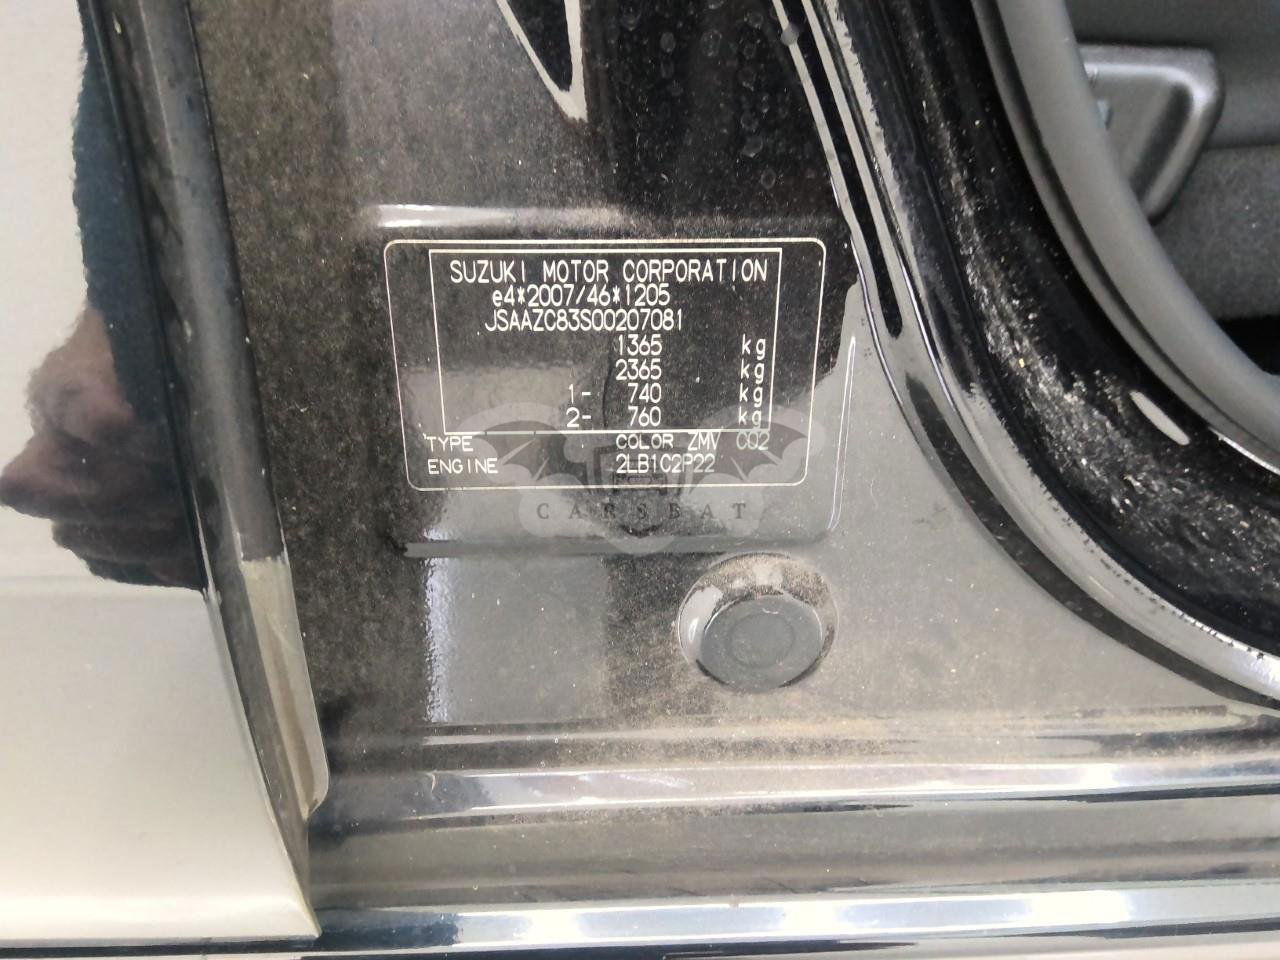 SUZUKI MOTOR CORPORATION
e4*2007/46*1205
JSAAZC83S00207081
1365 kg
2365 kg
1- 740 kg
2- 760 kg
TYPE COLOR ZMV C02
ENGINE 2LB1C2P22
CARSBAT